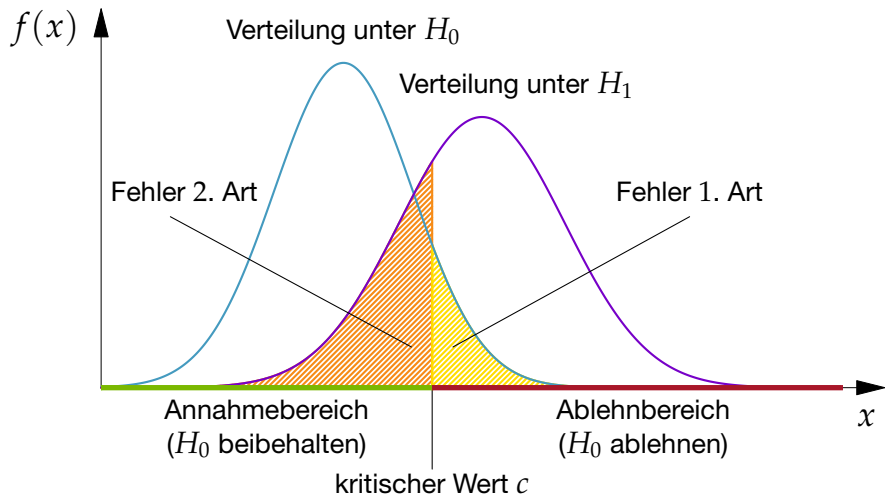 f(x)
Verteilung unter H₀
Verteilung unter H₁
Fehler 2. Art
Fehler 1. Art
Annahmebereich
(H₀ beibehalten)
Ablehnbereich
(H₀ ablehnen)
x
kritischer Wert c